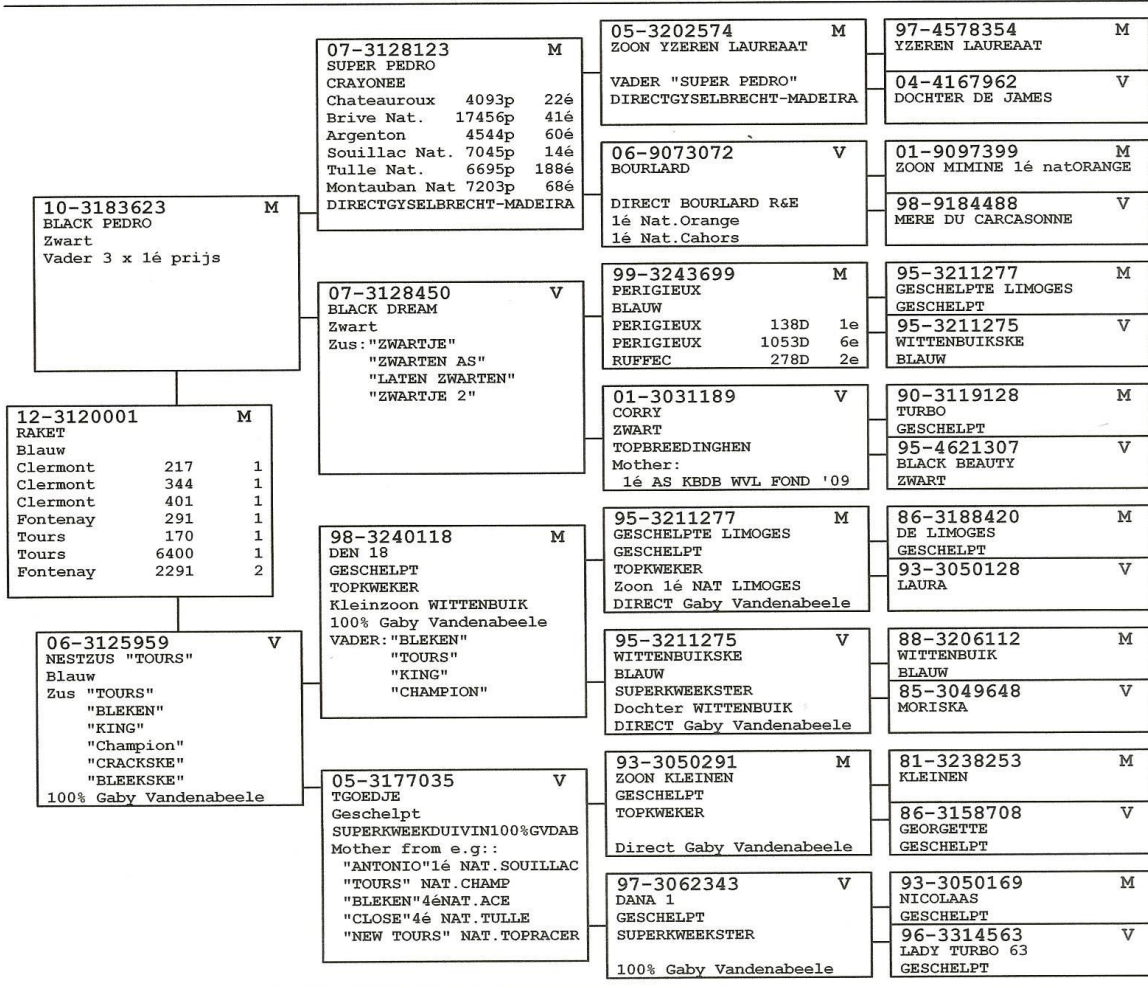 12-3120001 M
RAKET
Blauw
Clermont 217 1
Clermont 344 1
Clermont 401 1
Fontenay 291 1
Tours 170 1
Tours 6400 1
Fontenay 2291 2
10-3183623 M
BLACK PEDRO
Zwart
Vader 3 x 1é prijs
06-3125959 V
NESTZUS "TOURS"
Blauw
Zus "TOURS"
"BLEKEN"
"KING"
"Champion"
"CRACKSKE"
"BLEEKSKE"
100% Gaby Vandenabeele
07-3128123 M
SUPER PEDRO
CRAYONEE
Chateauroux 4093p 22é
Brive Nat. 17456p 41é
Argenton 4544p 60é
Souillac Nat. 7045p 14é
Tulle Nat. 6695p 188é
Montauban Nat 7203p 68é
DIRECTGYSELBRECHT-MADEIRA
07-3128450 V
BLACK DREAM
Zwart
Zus:"ZWARTJE"
"ZWARTEN AS"
"LATEN ZWARTEN"
"ZWARTJE 2"
98-3240118 M
DEN 18
GESCHELPT
TOPKWEKER
Kleinzoon WITTENBUIK
100% Gaby Vandenabeele
VADER:"BLEKEN"
"TOURS"
"KING"
"CHAMPION"
05-3177035 V
TGOEDJE
Geschelpt
SUPERKWEEKDUIVIN100%GVDAB
Mother from e.g::
"ANTONIO"1é NAT.SOUILLAC
"TOURS" NAT.CHAMP
"BLEKEN"4éNAT.ACE
"CLOSE"4é NAT.TULLE
"NEW TOURS" NAT.TOPRACER
05-3202574 M
ZOON YZEREN LAUREAAT
VADER "SUPER PEDRO"
DIRECTGYSELBRECHT-MADEIRA
06-9073072 V
BOURLARD
DIRECT BOURLARD R&E
1é Nat.Orange
1é Nat.Cahors
99-3243699 M
PERIGIEUX
BLAUW
PERIGIEUX 138D 1e
PERIGIEUX 1053D 6e
RUFFEC 278D 2e
01-3031189 V
CORRY
ZWART
TOPBREEDINGHEN
Mother:
1é AS KBDB WVL FOND '09
95-3211277 M
GESCHELPTE LIMOGES
GESCHELPT
TOPKWEKER
Zoon 1é NAT LIMOGES
DIRECT Gaby Vandenabeele
95-3211275 V
WITTENBUIKSKE
BLAUW
SUPERKWEEKSTER
Dochter WITTENBUIK
DIRECT Gaby Vandenabeele
93-3050291 M
ZOON KLEINEN
GESCHELPT
TOPKWEKER
Direct Gaby Vandenabeele
97-3062343 V
DANA 1
GESCHELPT
SUPERKWEEKSTER
100% Gaby Vandenabeele
97-4578354 M
YZEREN LAUREAAT
04-4167962 V
DOCHTER DE JAMES
01-9097399 M
ZOON MIMINE 1é natORANGE
98-9184488 V
MERE DU CARCASONNE
95-3211277 M
GESCHELPTE LIMOGES
GESCHELPT
95-3211275 V
WITTENBUIKSKE
BLAUW
90-3119128 M
TURBO
GESCHELPT
95-4621307 V
BLACK BEAUTY
ZWART
86-3188420 M
DE LIMOGES
GESCHELPT
93-3050128 V
LAURA
88-3206112 M
WITTENBUIK
BLAUW
85-3049648 V
MORISKA
81-3238253 M
KLEINEN
86-3158708 V
GEORGETTE
GESCHELPT
93-3050169 M
NICOLAAS
GESCHELPT
96-3314563 V
LADY TURBO 63
GESCHELPT